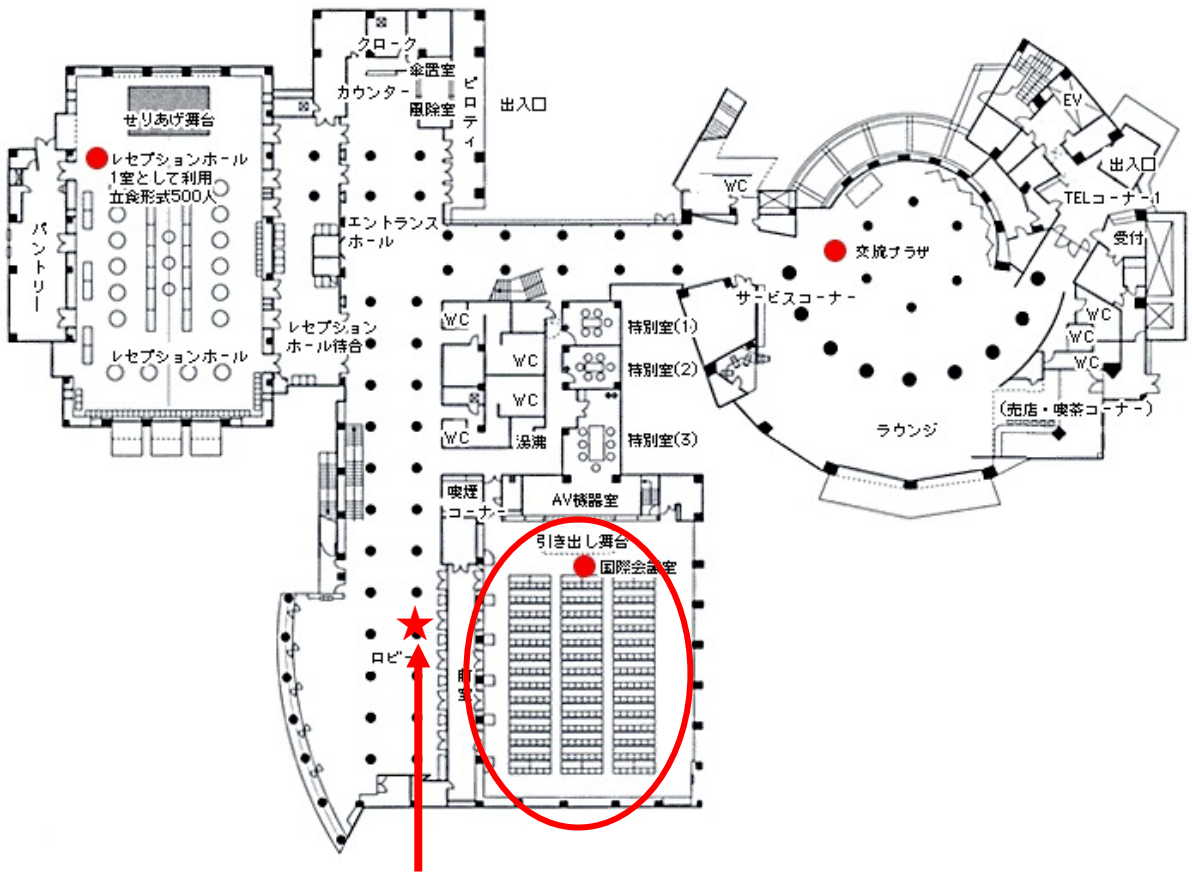 クローク
傘置室
カウンター
風除室
ピロティ
出入口
せりあげ舞台
レセプションホール
1室として利用
立食形式500人
パントリー
エントランス
ホール
レセプション
ホール待合
レセプションホール
WC
EV
出入口
TELコーナー1
受付
交流プラザ
サービスコーナー
WC
WC
WC
(売店・喫茶コーナー)
ラウンジ
WC
WC
WC
WC
湯沸
特別室(1)
特別室(2)
特別室(3)
喫煙
コーナー
AV機器室
引き出し舞台
国際会議室
ロビー
前室